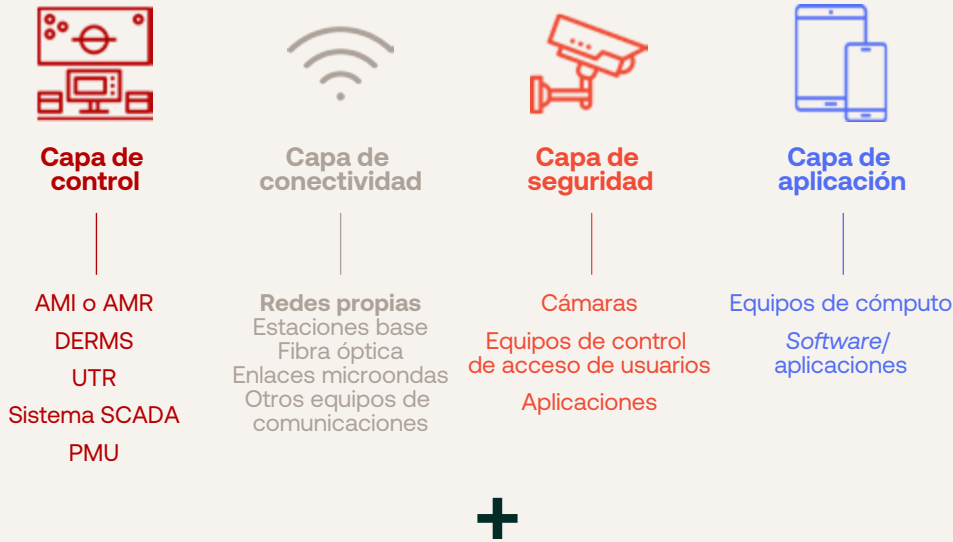 Capa de
control
AMI o AMR
DERMS
UTR
Sistema SCADA
PMU
Capa de
conectividad
Redes propias
Estaciones base
Fibra óptica
Enlaces microondas
Otros equipos de
comunicaciones
Capa de
seguridad
Cámaras
Equipos de control
de acceso de usuarios
Aplicaciones
Capa de
aplicación
Equipos de cómputo
Software/
aplicaciones
+